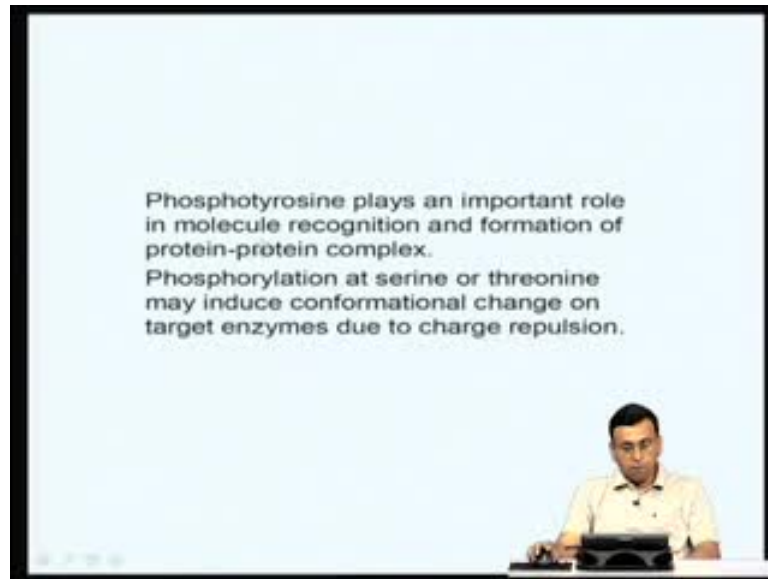 Phosphotyrosine plays an important role
in molecule recognition and formation of
protein-protein complex.
Phosphorylation at serine or threonine
may induce conformational change on
target enzymes due to charge repulsion.